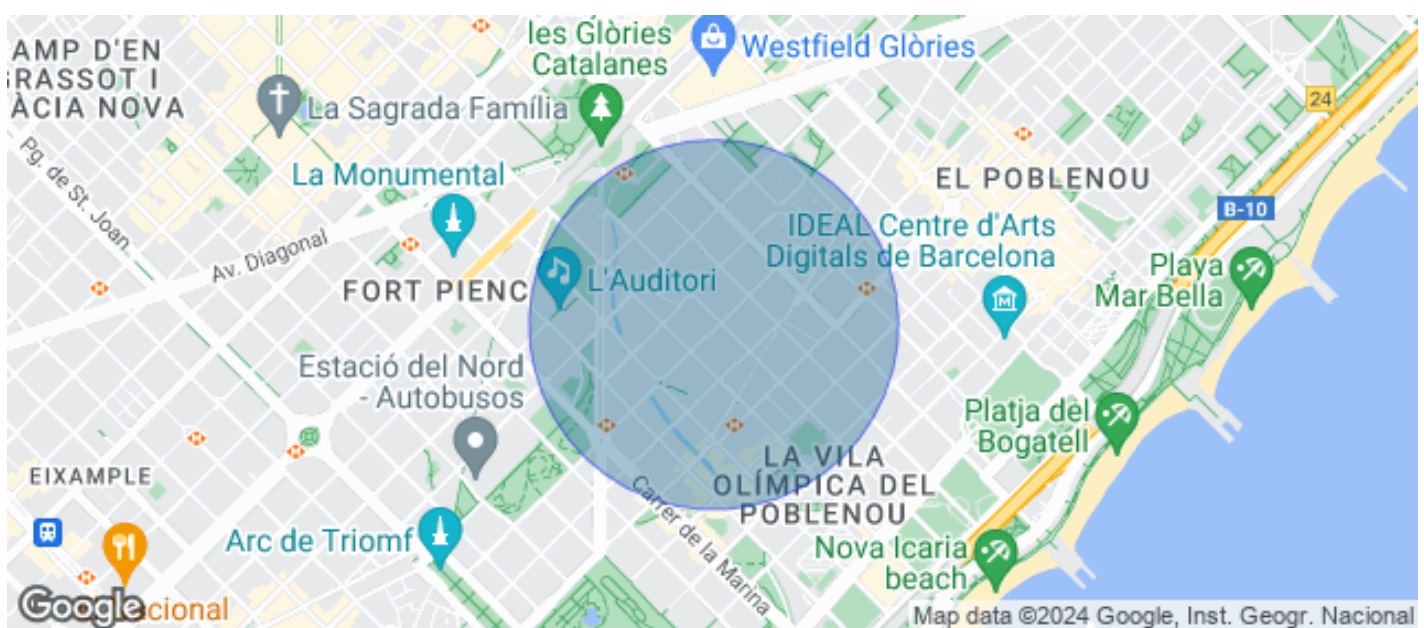 AMP D'EN
GRASSOT I
ÀCIA NOVA
les Glòries
Catalanes
Westfield Glòries
La Sagrada Família
24
Pg. de St. Joan
La Monumental
EL POBLENOU
B-10
Av. Diagonal
IDEAL Centre d'Arts
Digitals de Barcelona
Playa
Mar Bella
FORT PIENC
L'Auditori
Estació del Nord
- Autobusos
Platja del
Bogatell
EIXAMPLE
LA VILA
OLÍMPICA DEL
POBLENOU
Carrer de la Marina
Arc de Triomf
Nova Icaria
beach
Google
acional
Map data ©2024 Google, Inst. Geogr. Nacional